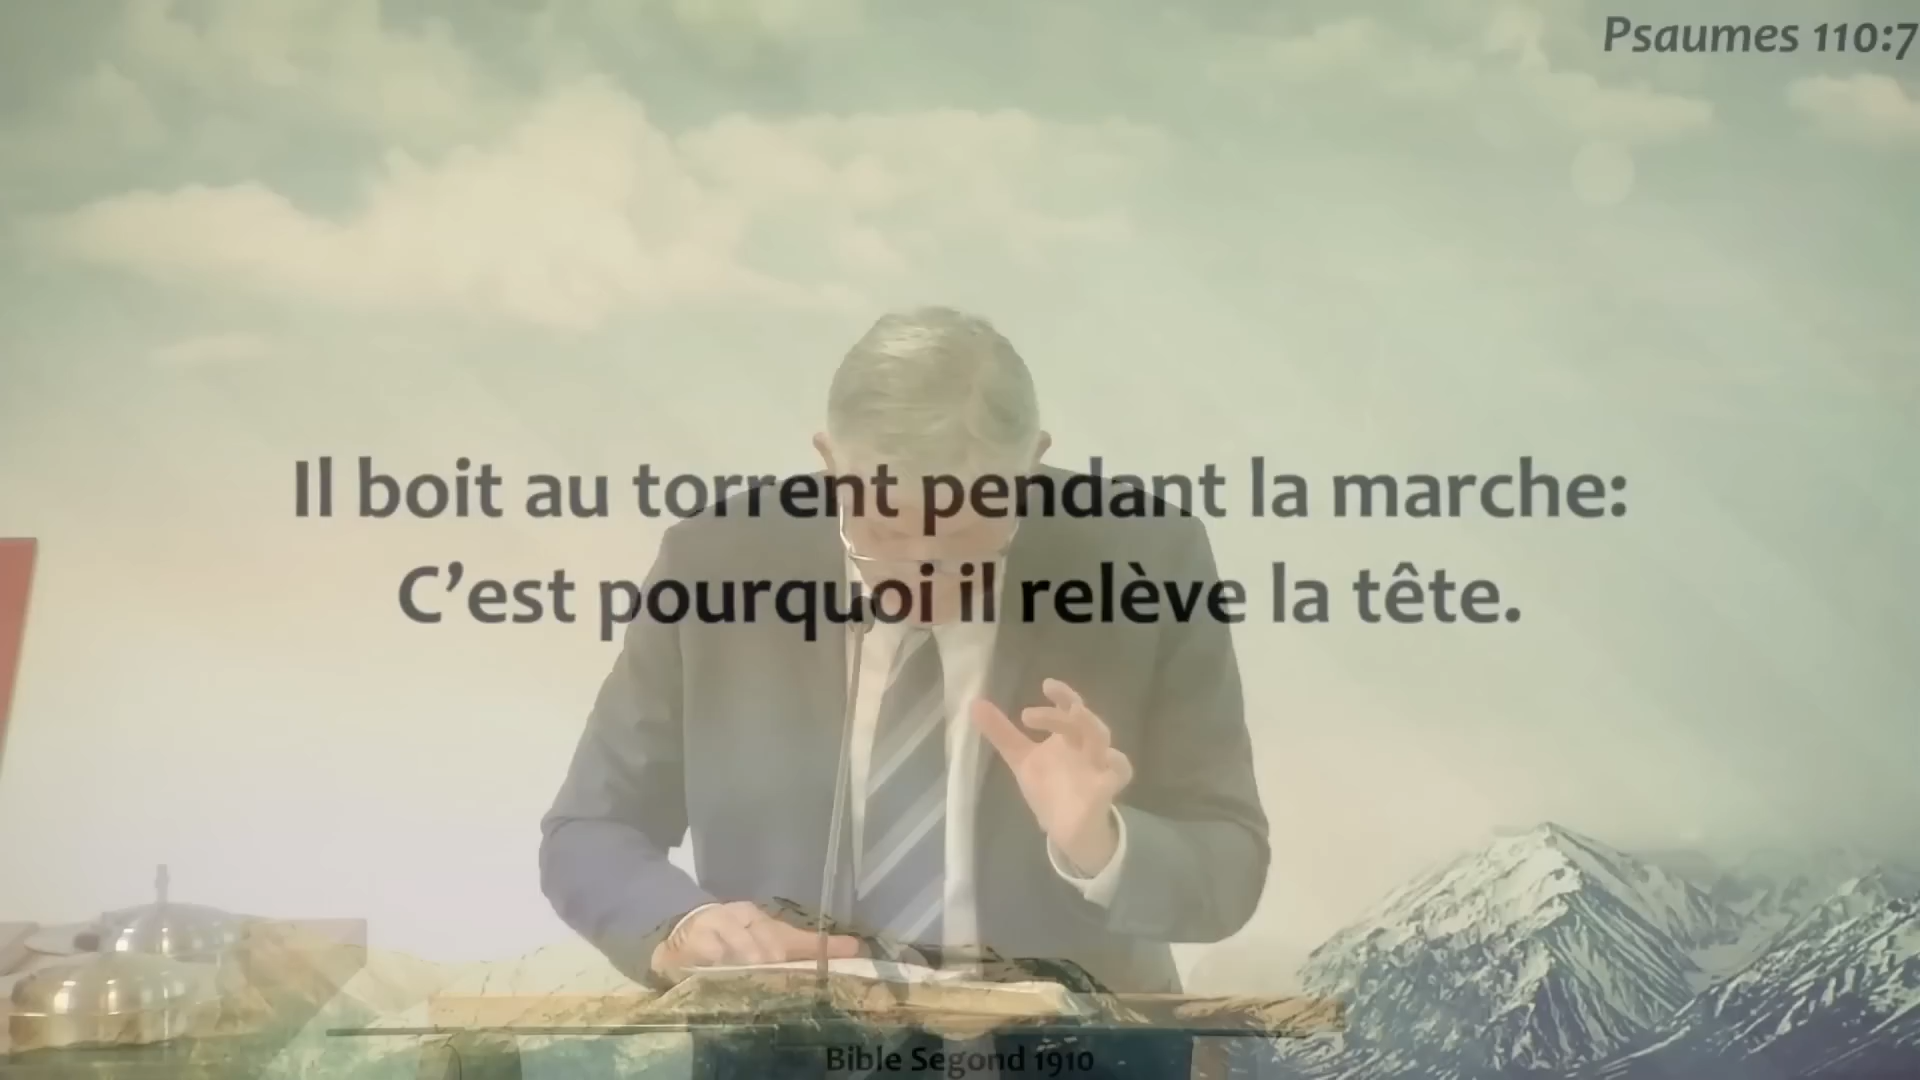 Psaumes 110:7
Il boit au torrent pendant la marche:
C’est pourquoi il relève la tête.
Bible Segond 1910